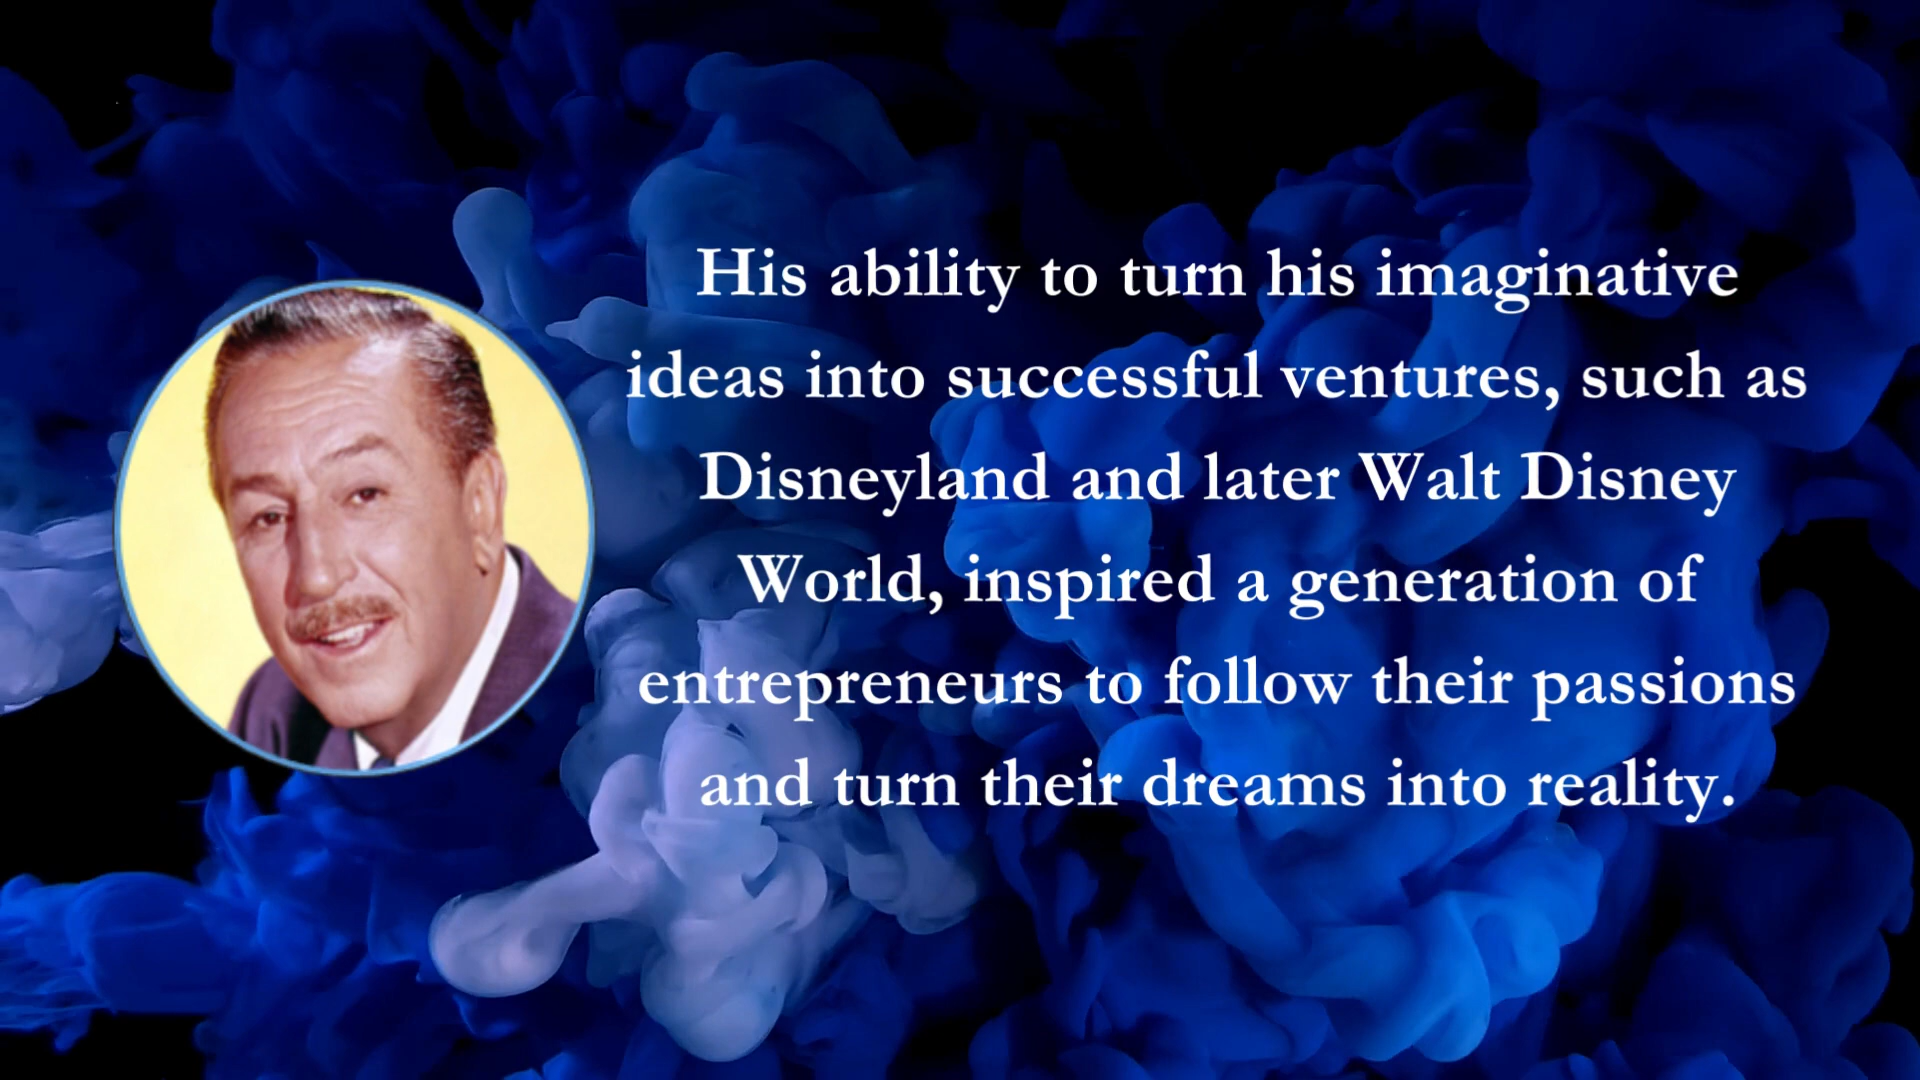 His ability to turn his imaginative
ideas into successful ventures, such as
Disneyland and later Walt Disney
World, inspired a generation of
entrepreneurs to follow their passions
and turn their dreams into reality.